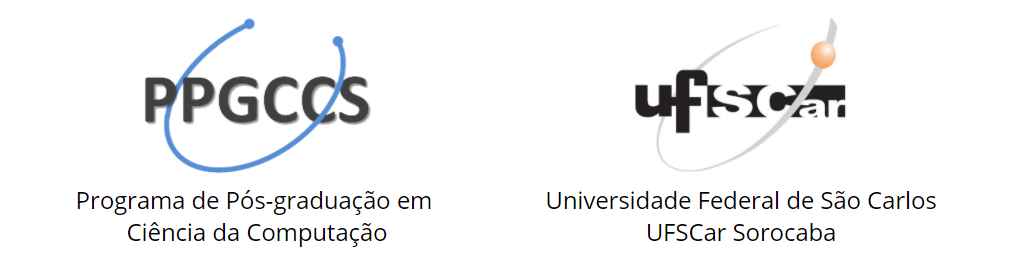 PPGCCS
Programa de Pós-graduação em
Ciência da Computação
ufscar
Universidade Federal de São Carlos
UFSCar Sorocaba